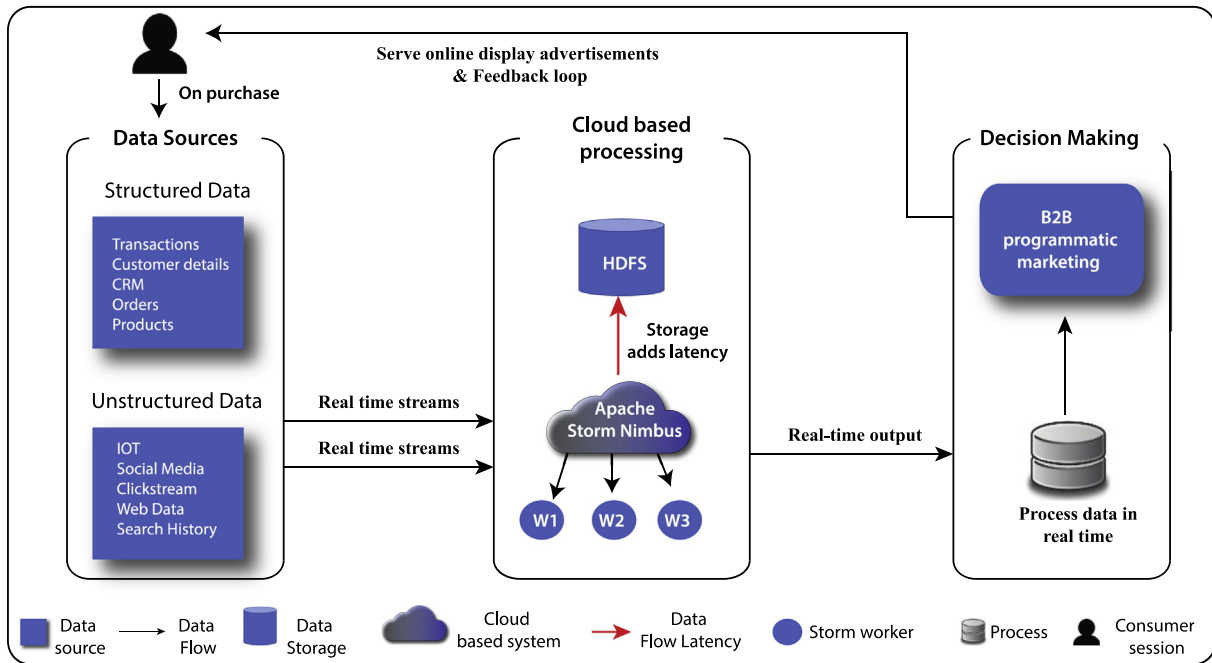 Serve online display advertisements
& Feedback loop
On purchase
Data Sources
Structured Data
Transactions
Customer details
CRM
Orders
Products
Unstructured Data
IOT
Social Media
Clickstream
Web Data
Search History
Real time streams
Real time streams
Cloud based
processing
HDFS
Storage
adds latency
Apache
Storm Nimbus
W1
W2
W3
Real-time output
Decision Making
B2B
programmatic
marketing
Process data in
real time
Data
source
Data
Flow
Data
Storage
Cloud
based system
Data
Flow Latency
Storm worker
Process
Consumer
session